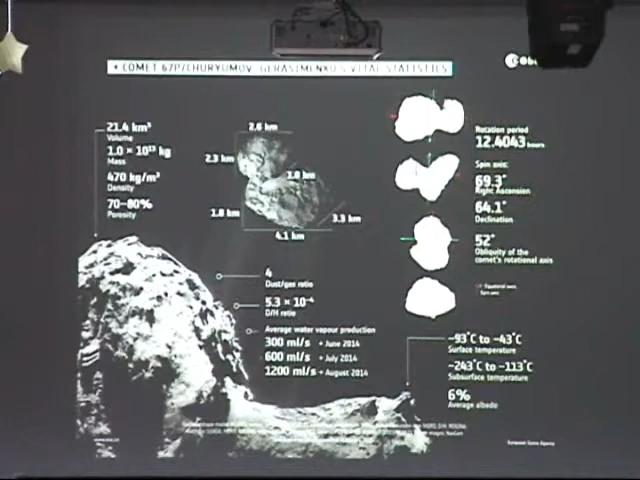 → COMET 67P/CHURYUMOV-GERASIMENKO'S VITAL STATISTICS
21.4 km³
Volume
1.0 × 10¹³ kg
Mass
470 kg/m³
Density
70–80%
Porosity
2.6 km
2.3 km
1.8 km
1.8 km
3.3 km
4.1 km
Rotation period
12.4043 hours
Spin axis:
69.3°
Right Ascension
64.1°
Declination
52°
Obliquity of the
comet's rotational axis
Equatorial axis
Spin axis
4
Dust/gas ratio
5.3 × 10⁻⁴
D/H ratio
Average water vapour production
300 ml/s → June 2014
600 ml/s → July 2014
1200 ml/s → August 2014
–93°C to –43°C
Surface temperature
–243°C to –113°C
Subsurface temperature
6%
Average albedo
European Space Agency